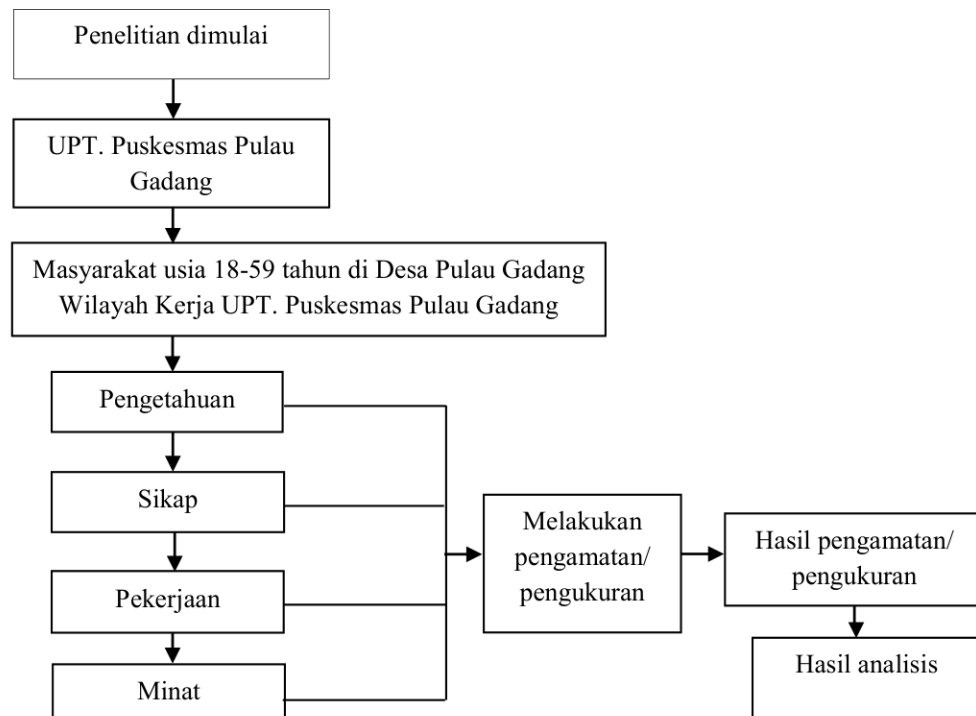 Penelitian dimulai
UPT. Puskesmas Pulau
Gadang
Masyarakat usia 18-59 tahun di Desa Pulau Gadang
Wilayah Kerja UPT. Puskesmas Pulau Gadang
Pengetahuan
Sikap
Pekerjaan
Minat
Melakukan
pengamatan/
pengukuran
Hasil pengamatan/
pengukuran
Hasil analisis